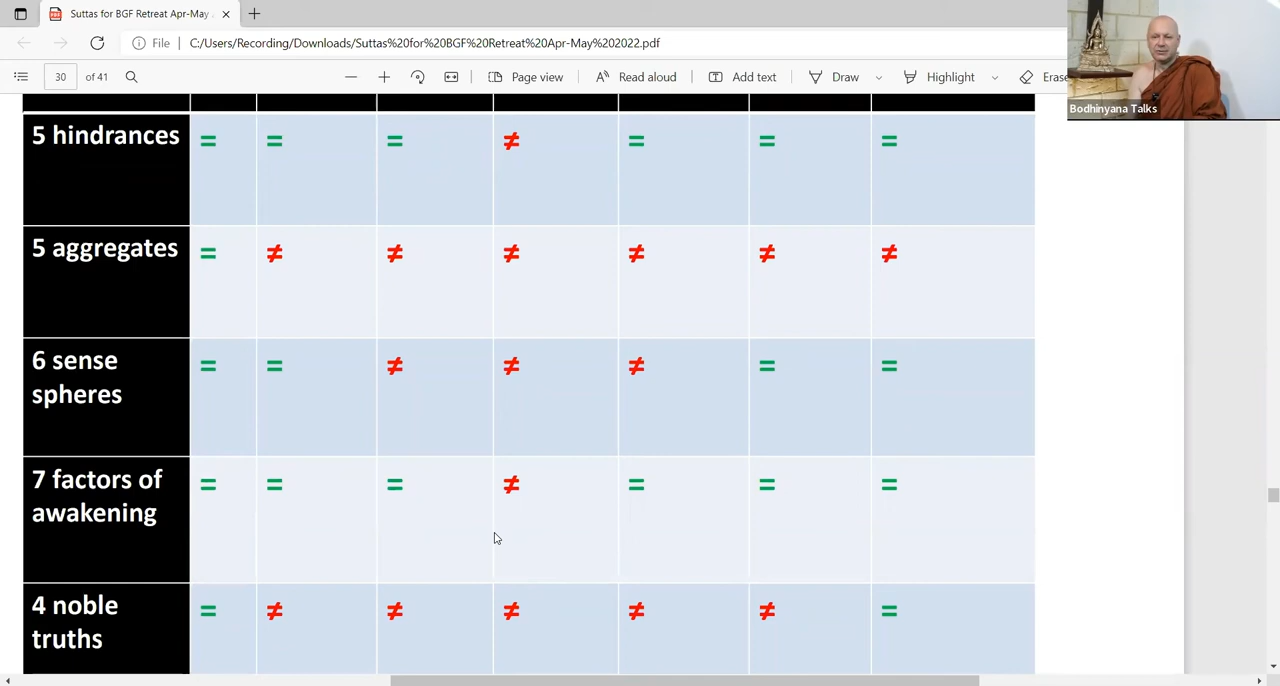 Suttas for BGF Retreat Apr-May
File C:/Users/Recording/Downloads/Suttas%20for%20BGF%20Retreat%20Apr-May%202022.pdf
30 of 41 Page view Read aloud Add text Draw Highlight Erase
Bodhinyana Talks
5 hindrances = = = ≠ = = =
5 aggregates = ≠ ≠ ≠ ≠ ≠ ≠
6 sense
spheres = = ≠ ≠ ≠ = =
7 factors of
awakening = = = ≠ = = =
4 noble
truths = ≠ ≠ ≠ ≠ ≠ =